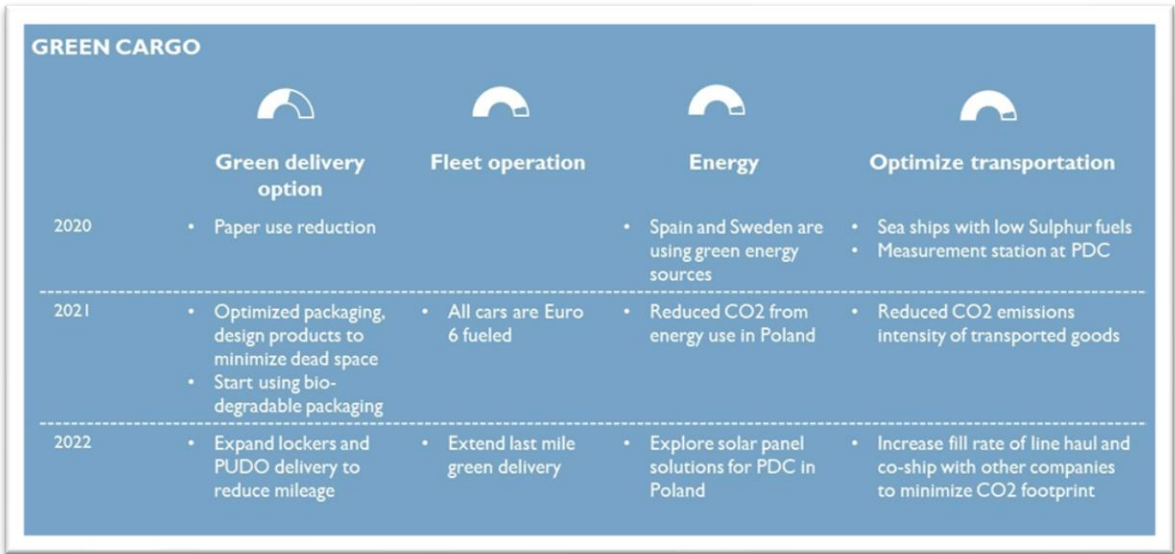 GREEN CARGO
Green delivery
option
Fleet operation
Energy
Optimize transportation
2020
• Paper use reduction
• Spain and Sweden are
using green energy
sources
• Sea ships with low Sulphur fuels
• Measurement station at PDC
2021
• Optimized packaging,
design products to
minimize dead space
• Start using bio-
degradable packaging
• All cars are Euro
6 fueled
• Reduced CO2 from
energy use in Poland
• Reduced CO2 emissions
intensity of transported goods
2022
• Expand lockers and
PUDO delivery to
reduce mileage
• Extend last mile
green delivery
• Explore solar panel
solutions for PDC in
Poland
• Increase fill rate of line haul and
co-ship with other companies
to minimize CO2 footprint